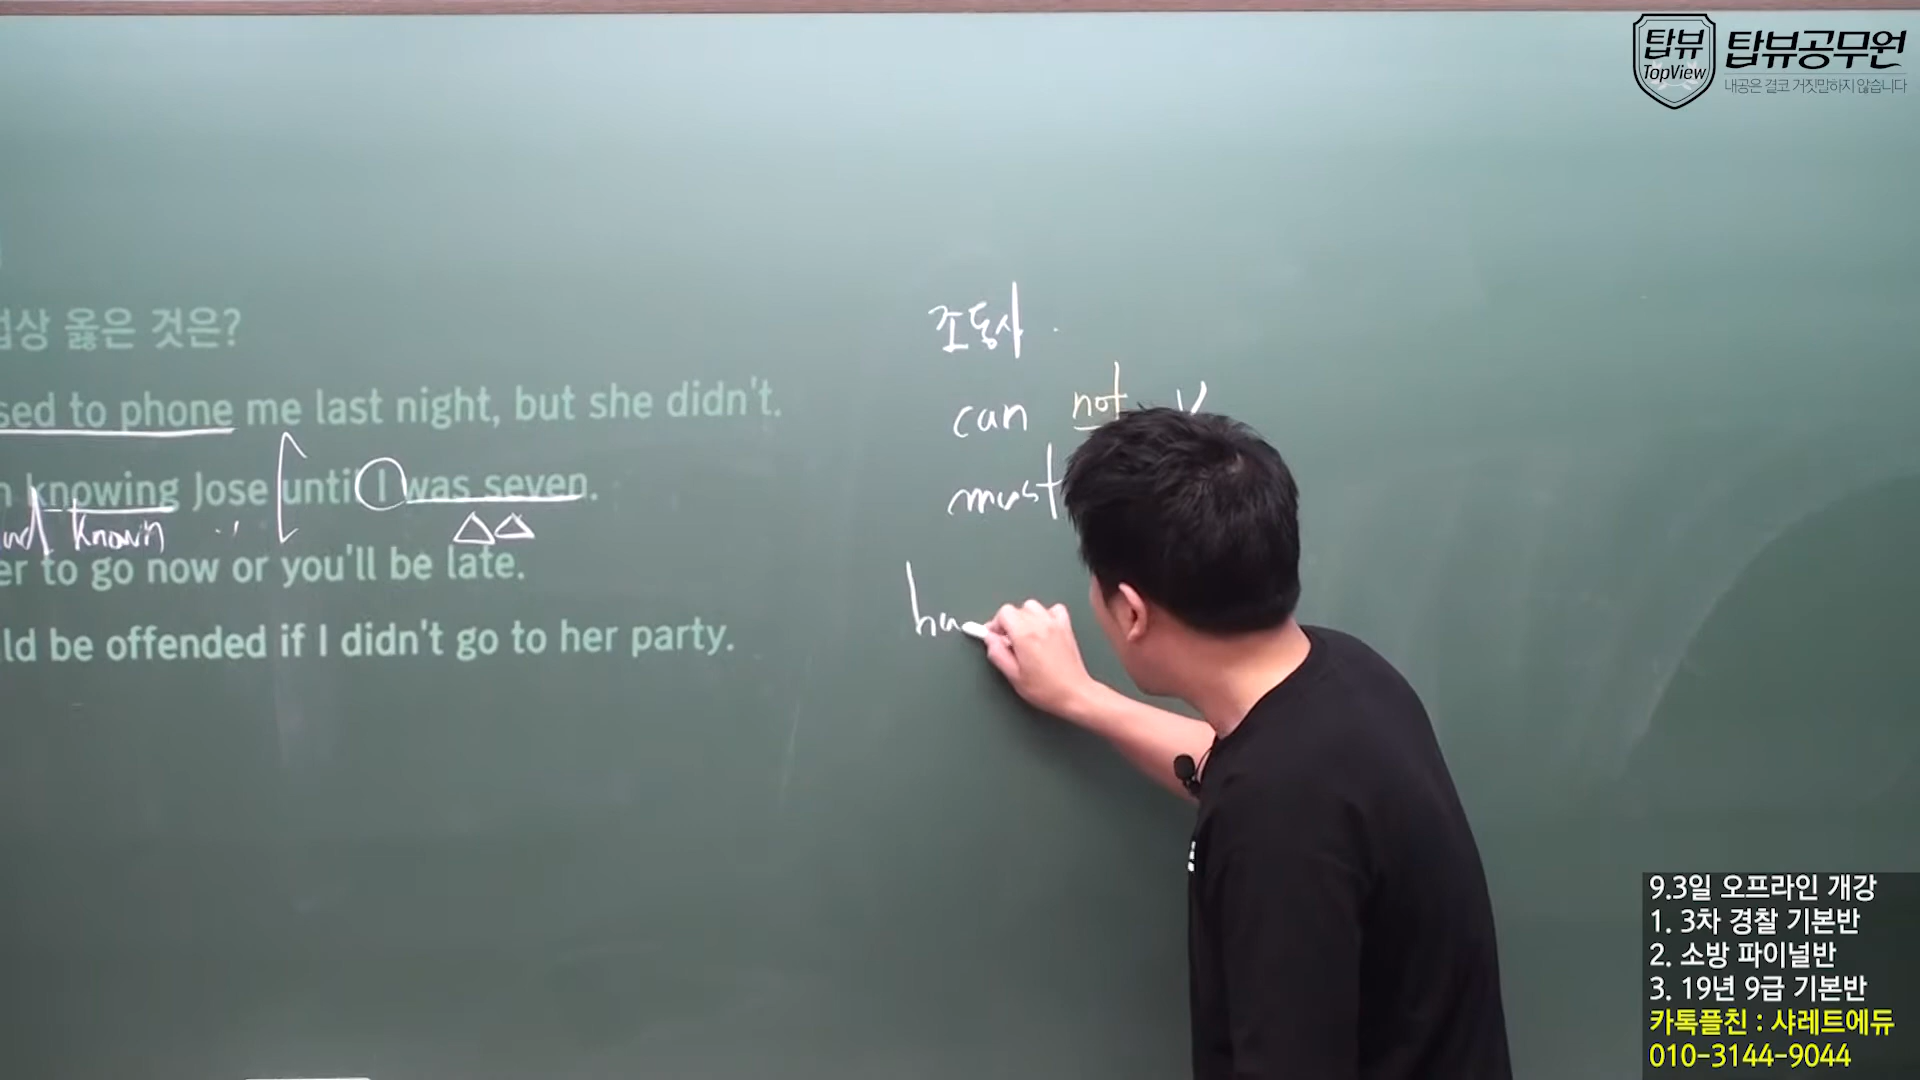 탑뷰
TopView
탑뷰공무원
내공은 결코 거짓말하지 않습니다
법상 옳은 것은?
sed to phone me last night, but she didn't.
n knowing Jose until I was seven.
known
er to go now or you'll be late.
ld be offended if I didn't go to her party.
조동사
can not V
must
ha
9.3일 오프라인 개강
1. 3차 경찰 기본반
2. 소방 파이널반
3. 19년 9급 기본반
카톡플친 : 샤레트에듀
010-3144-9044